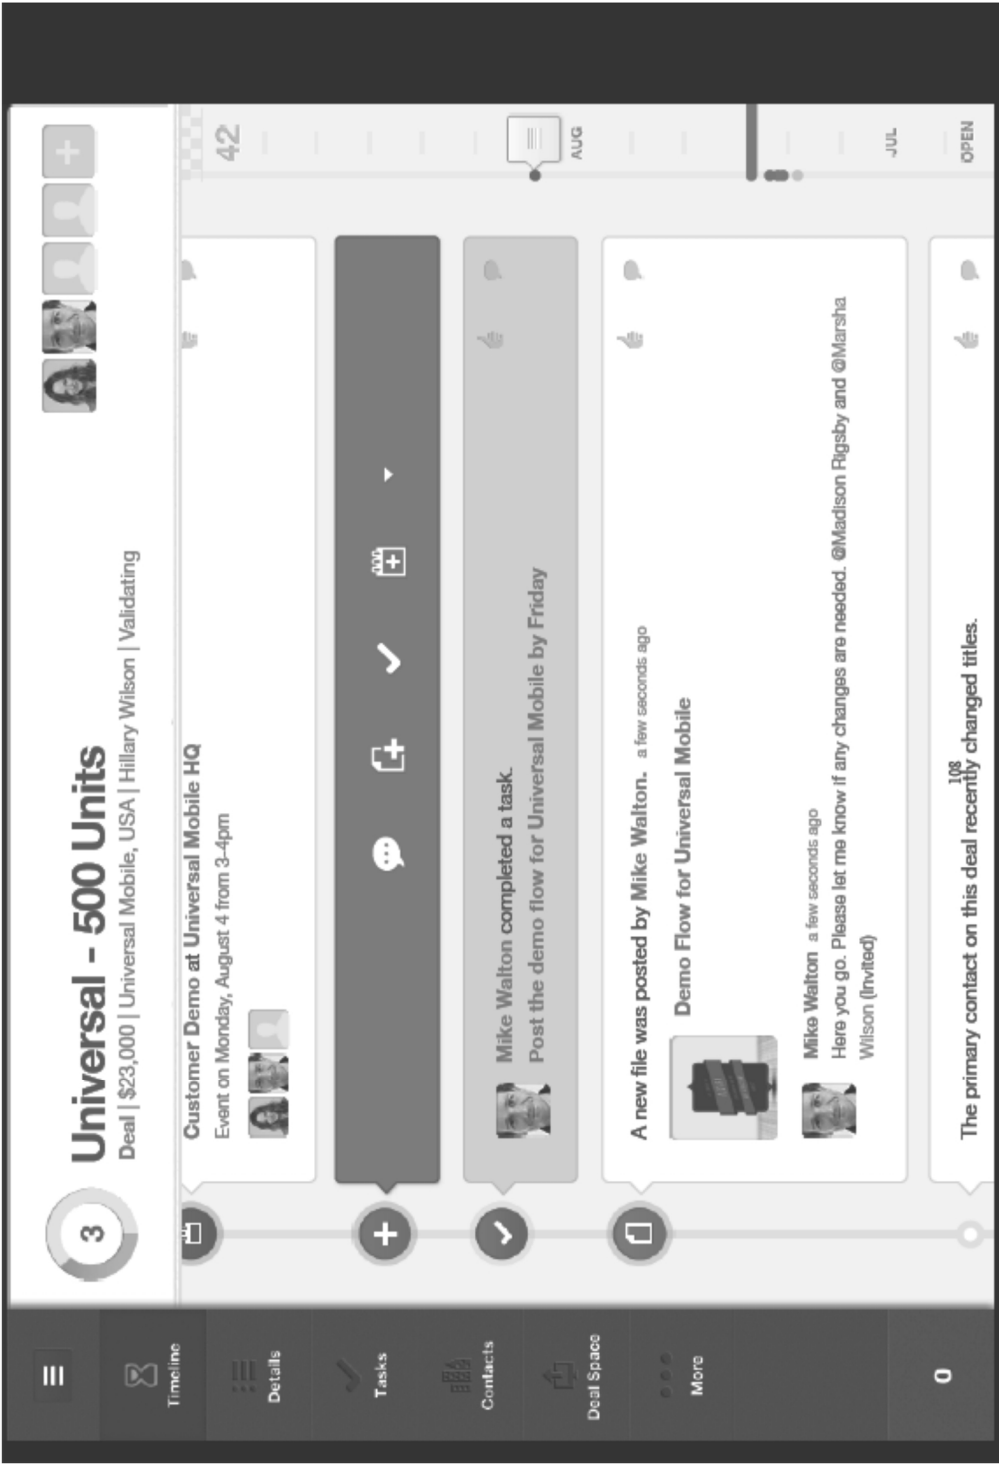 3
Universal - 500 Units
Deal | $23,000 | Universal Mobile, USA | Hillary Wilson | Validating
Timeline
Details
Tasks
Contacts
Deal Space
More
0
Customer Demo at Universal Mobile HQ
Event on Monday, August 4 from 3-4pm
Mike Walton completed a task.
Post the demo flow for Universal Mobile by Friday
A new file was posted by Mike Walton. a few seconds ago
Demo Flow for Universal Mobile
Mike Walton a few seconds ago
Here you go. Please let me know if any changes are needed. @Madison Rigsby and @Marsha
Wilson (Invited)
The primary contact on this deal recently changed titles.
42
AUG
JUL
OPEN
108